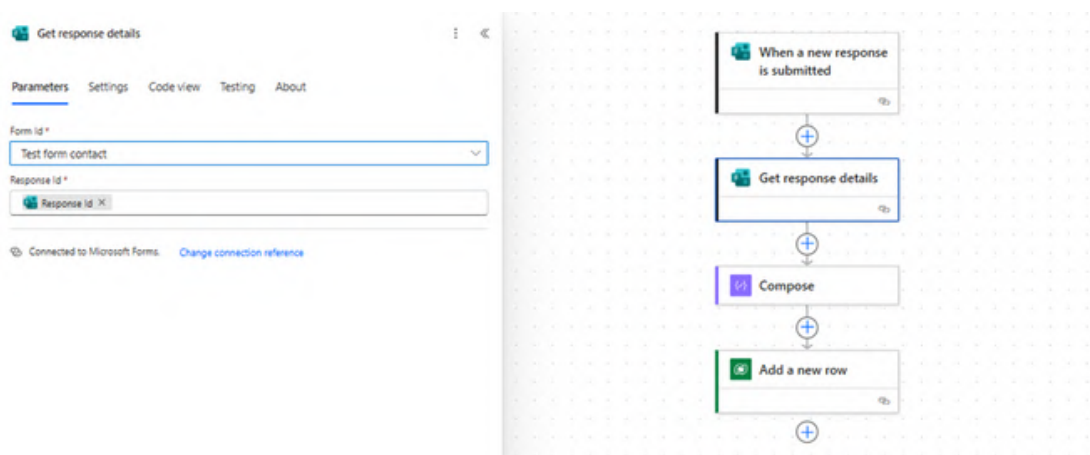 Get response details
Parameters Settings Code view Testing About
Form Id *
Test form contact
Response Id *
Response Id ×
Connected to Microsoft Forms. Change connection reference
When a new response
is submitted
Get response details
Compose
Add a new row